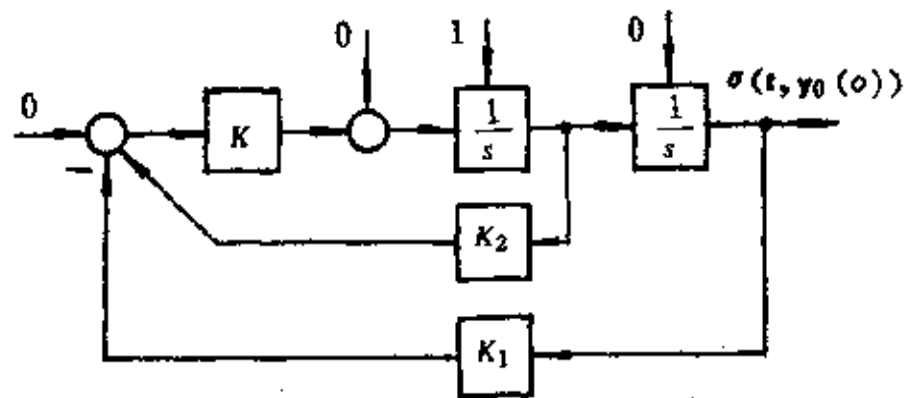 0 1 0
σ(t, y₀(o))
0
K
1/s
1/s
−
K₂
K₁